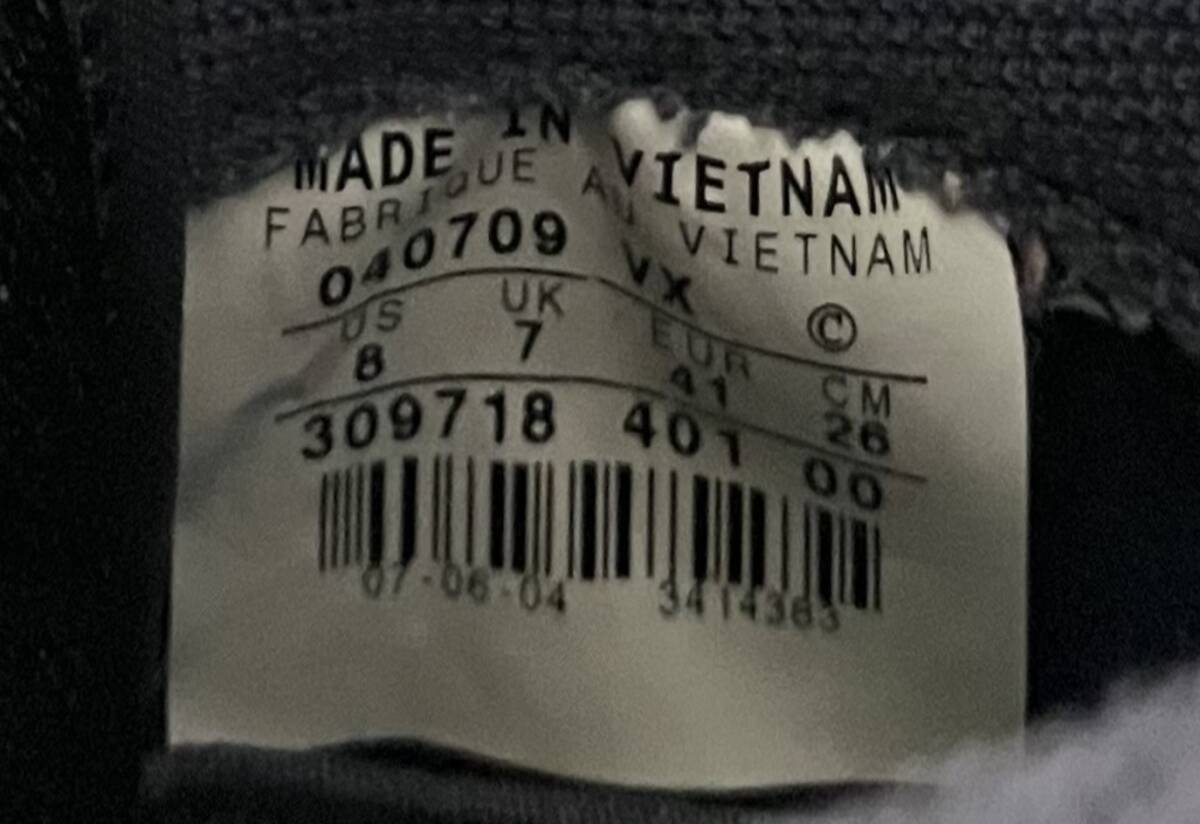 MADE IN VIETNAM
FABRIQUE AU VIETNAM
040709 VX ©
US UK EUR CM
8 7 41 26
309718 401 00
07-06-04 3414363